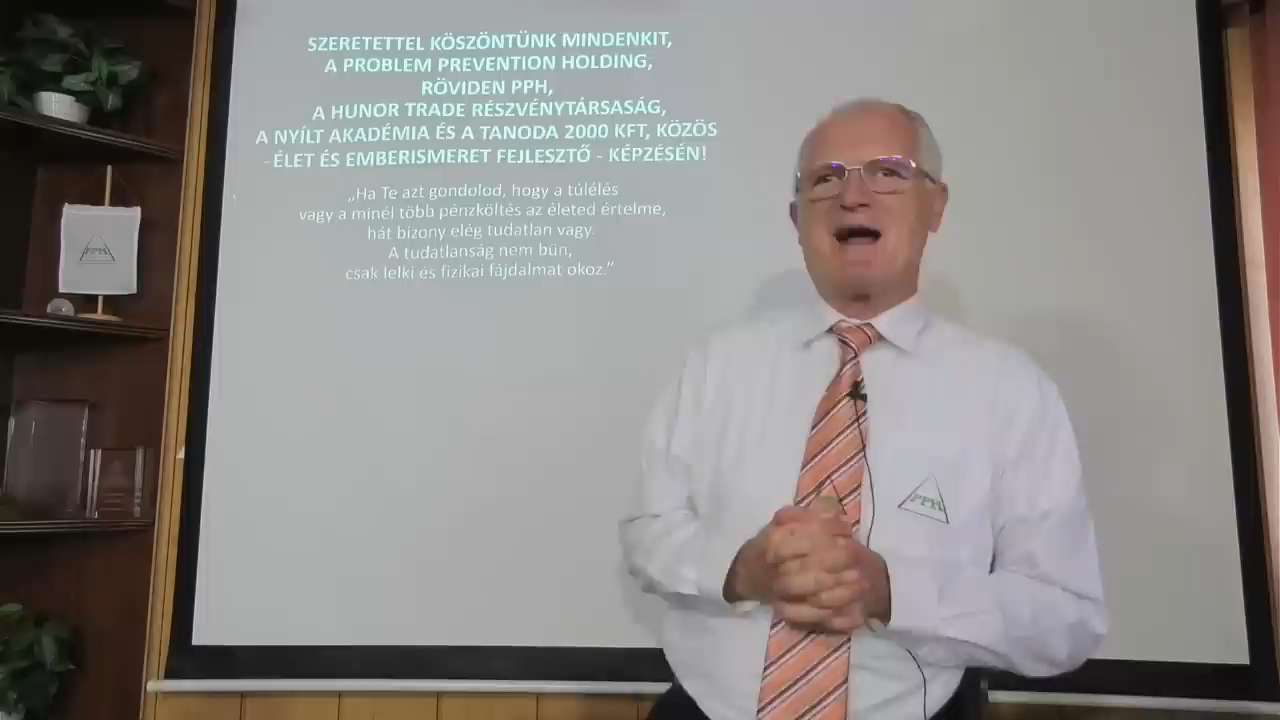 SZERETETTEL KÖSZÖNTÜNK MINDENKIT,
A PROBLEM PREVENTION HOLDING,
RÖVIDEN PPH,
A HUNOR TRADE RÉSZVÉNYTÁRSASÁG,
A NYÍLT AKADÉMIA ÉS A TANODA 2000 KFT, KÖZÖS
- ÉLET ÉS EMBERISMERET FEJLESZTŐ - KÉPZÉSÉN!
„Ha Te azt gondolod, hogy a túlélés
vagy a minél több pénzköltés az életed értelme,
hát bizony elég tudatlan vagy.
A tudatlanság nem bűn,
csak lelki és fizikai fájdalmat okoz.”
PPH
PPH